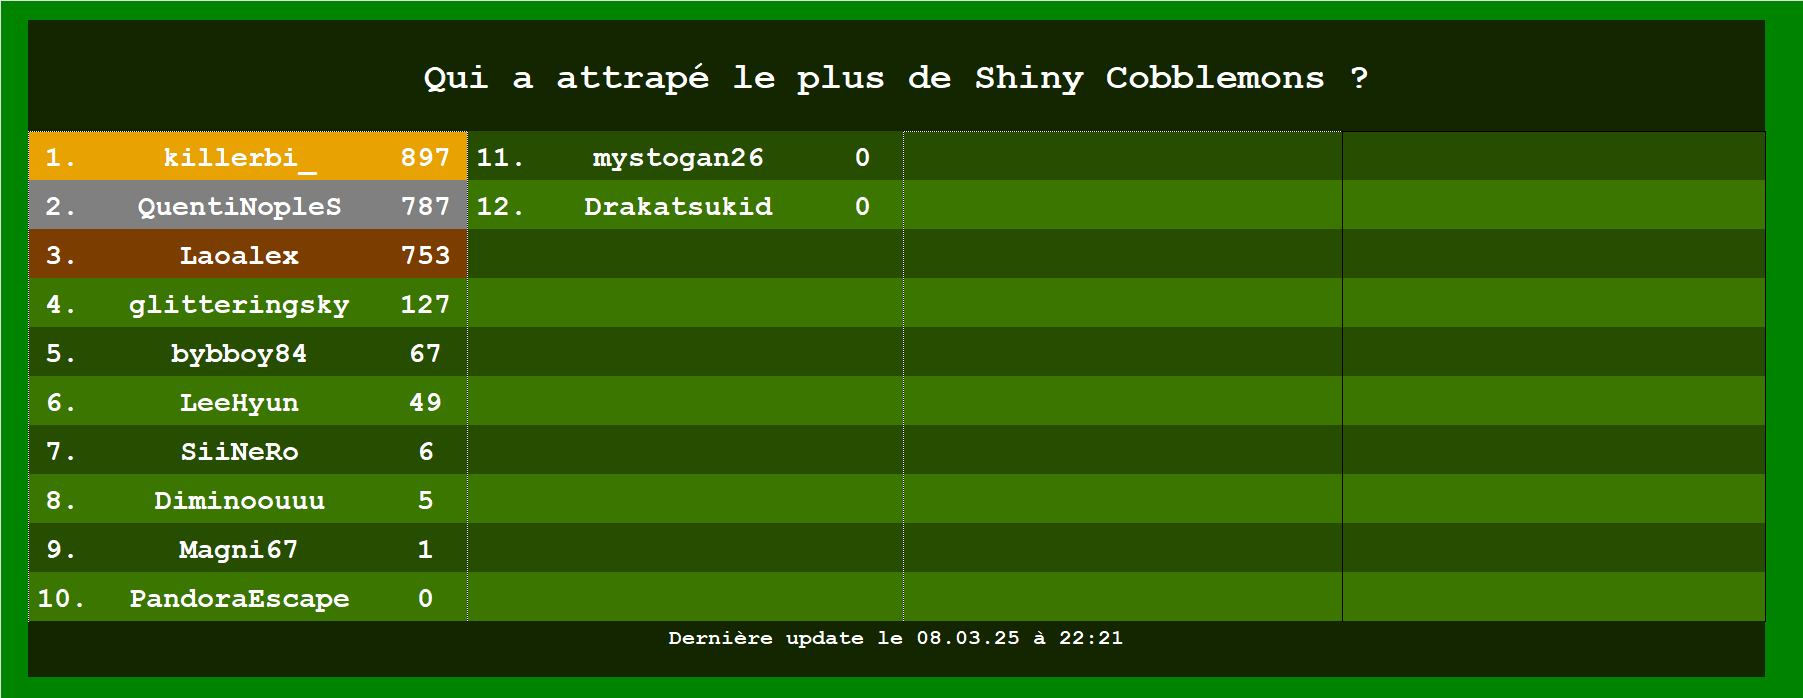 Qui a attrapé le plus de Shiny Cobblemons ?
1. killerbi_ 897
2. QuentiNopleS 787
3. Laoalex 753
4. glitteringsky 127
5. bybboy84 67
6. LeeHyun 49
7. SiiNeRo 6
8. Diminoouuu 5
9. Magni67 1
10. PandoraEscape 0
11. mystogan26 0
12. Drakatsukid 0
Dernière update le 08.03.25 à 22:21